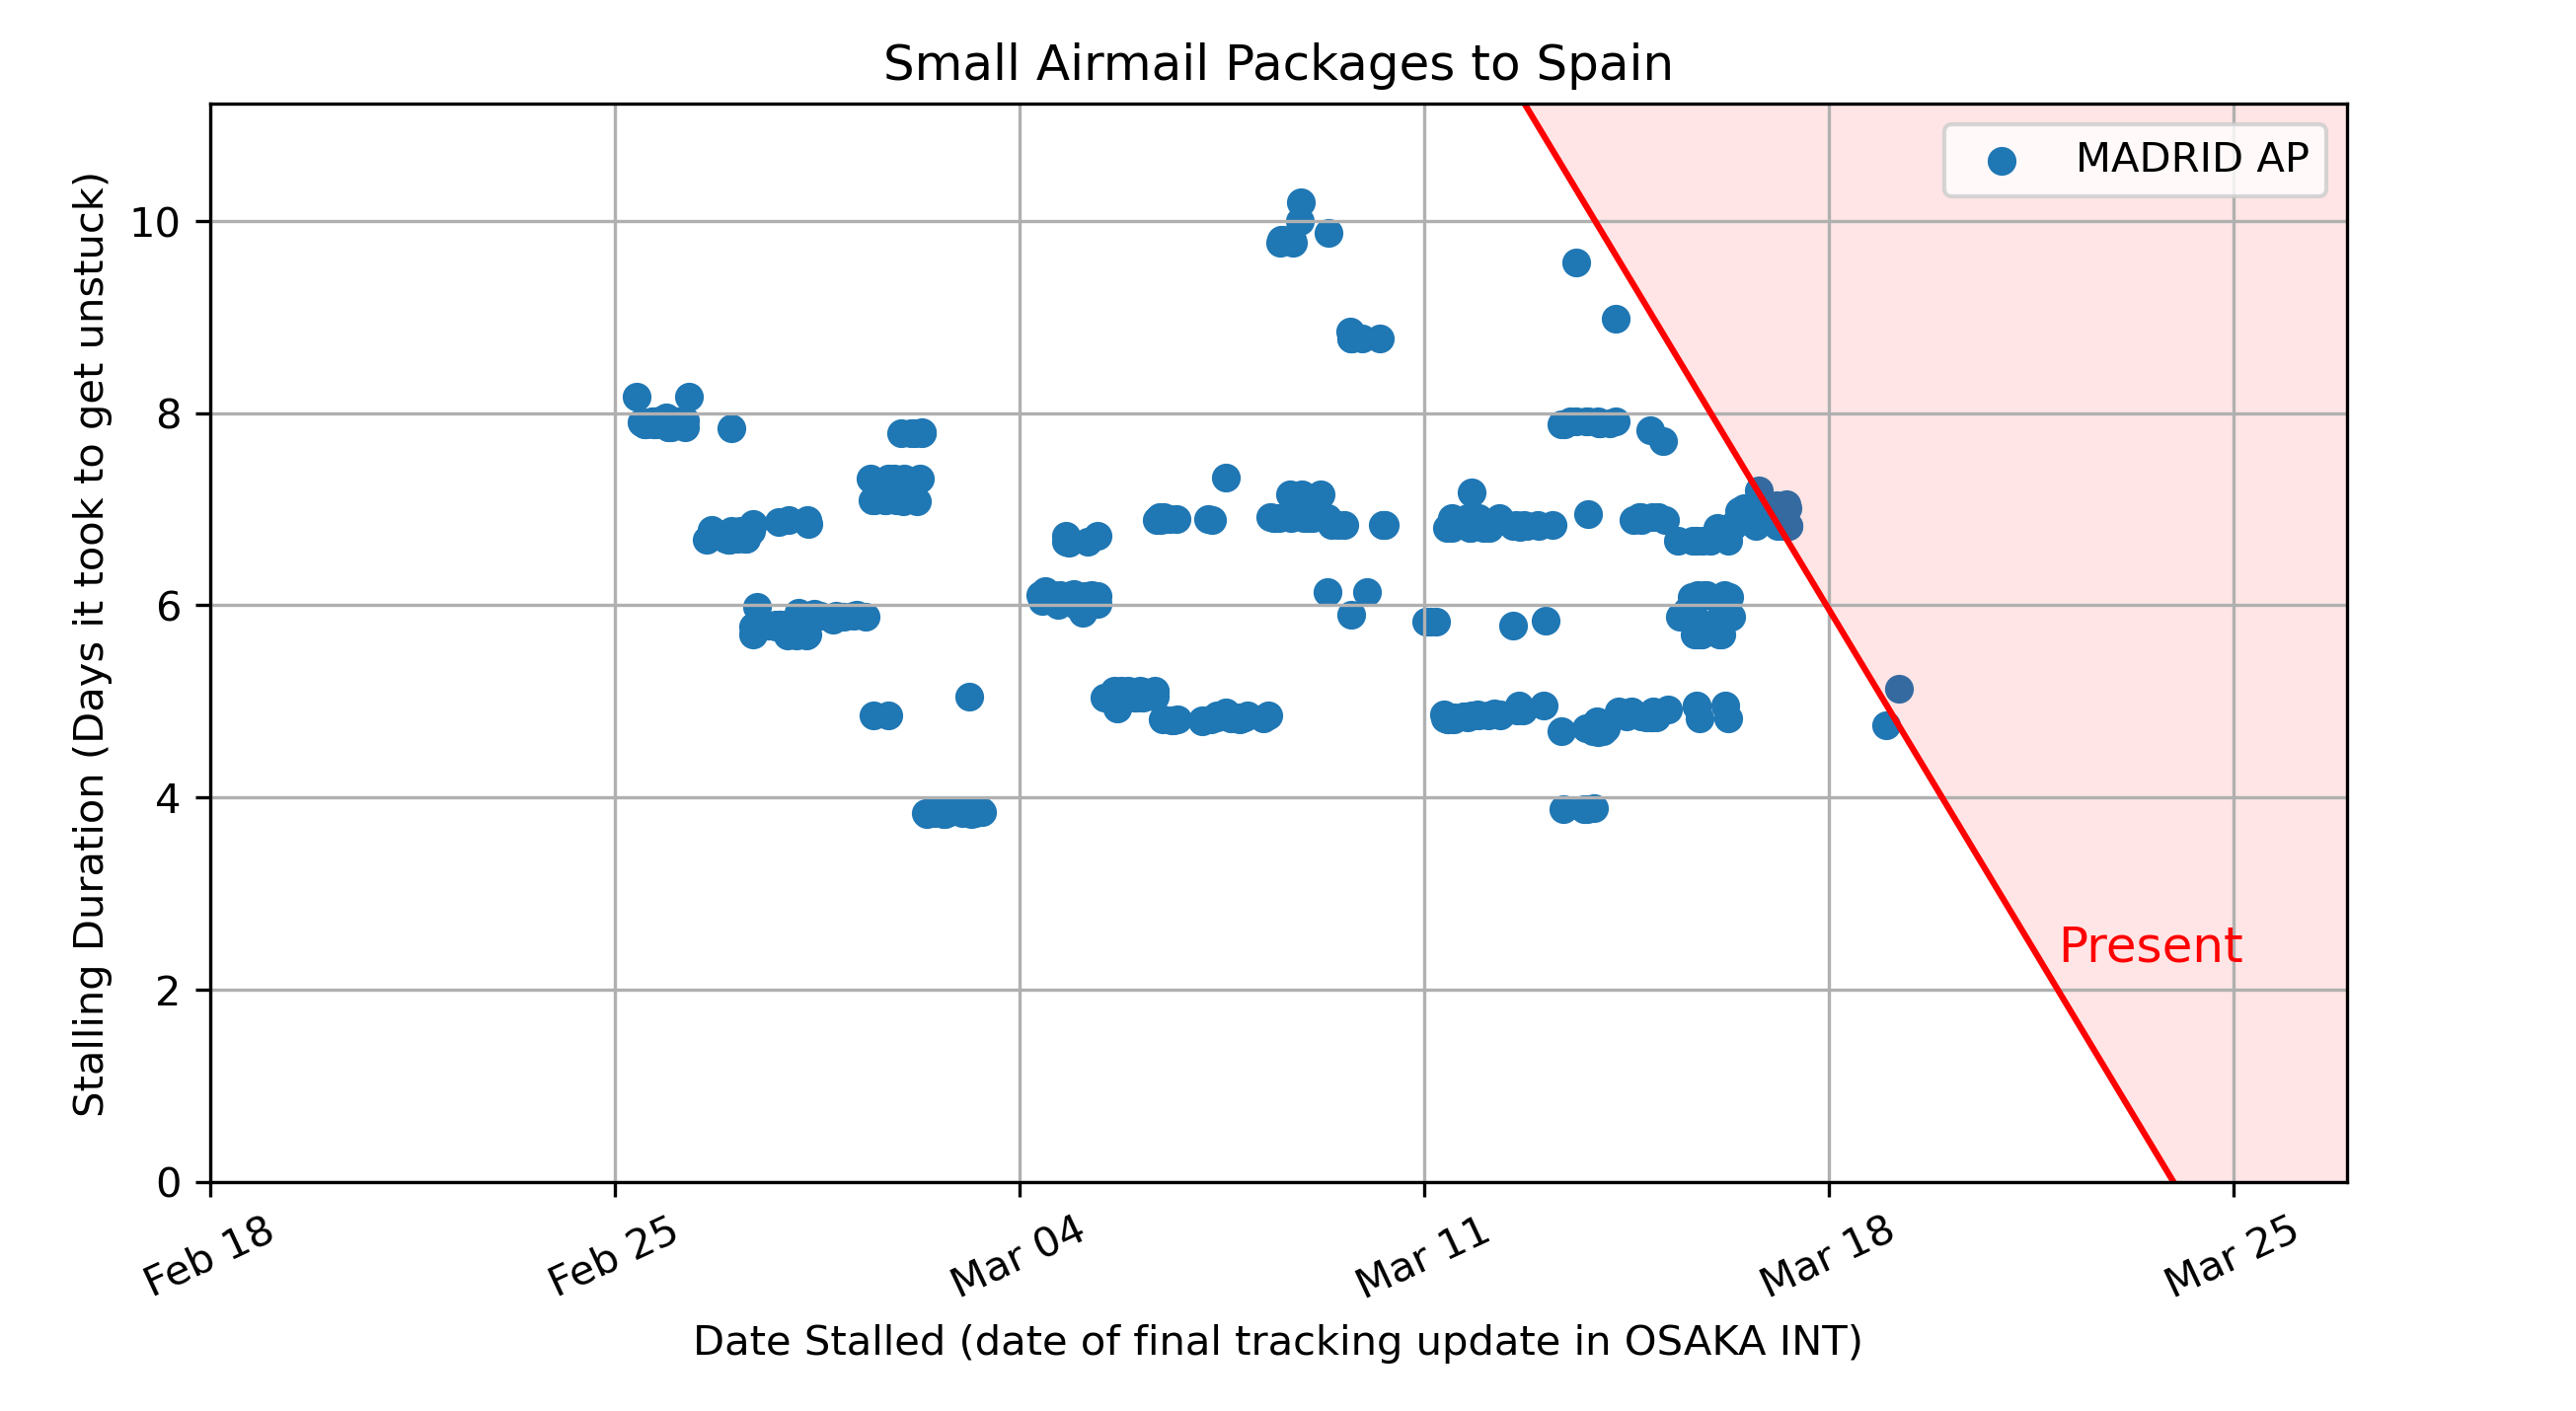 Small Airmail Packages to Spain
MADRID AP
Stalling Duration (Days it took to get unstuck)
10
8
6
4
2
0
Present
Feb 18
Feb 25
Mar 04
Mar 11
Mar 18
Mar 25
Date Stalled (date of final tracking update in OSAKA INT)